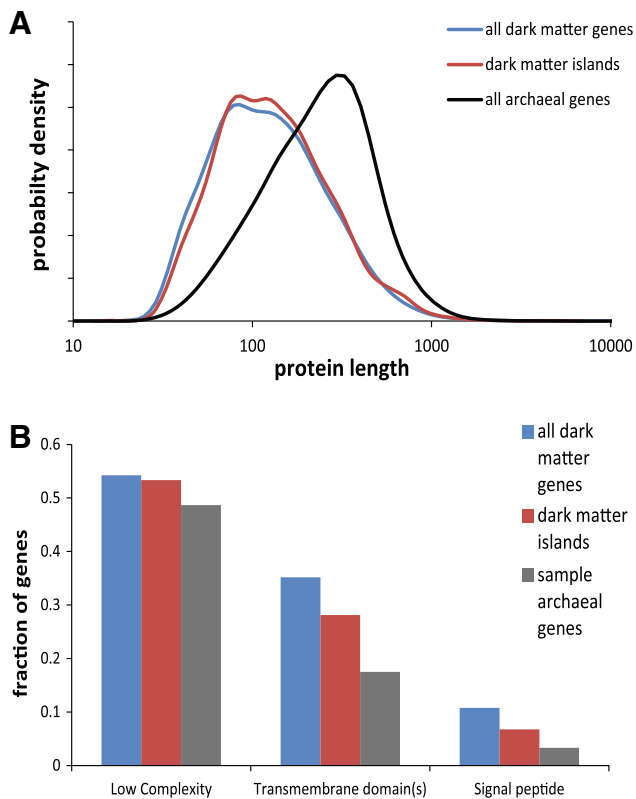 A
all dark matter genes
dark matter islands
all archaeal genes
probabilty density
10
100
1000
10000
protein length
B
all dark
matter
genes
dark matter
islands
sample
archaeal
genes
fraction of genes
0.6
0.5
0.4
0.3
0.2
0.1
0
Low Complexity
Transmembrane domain(s)
Signal peptide